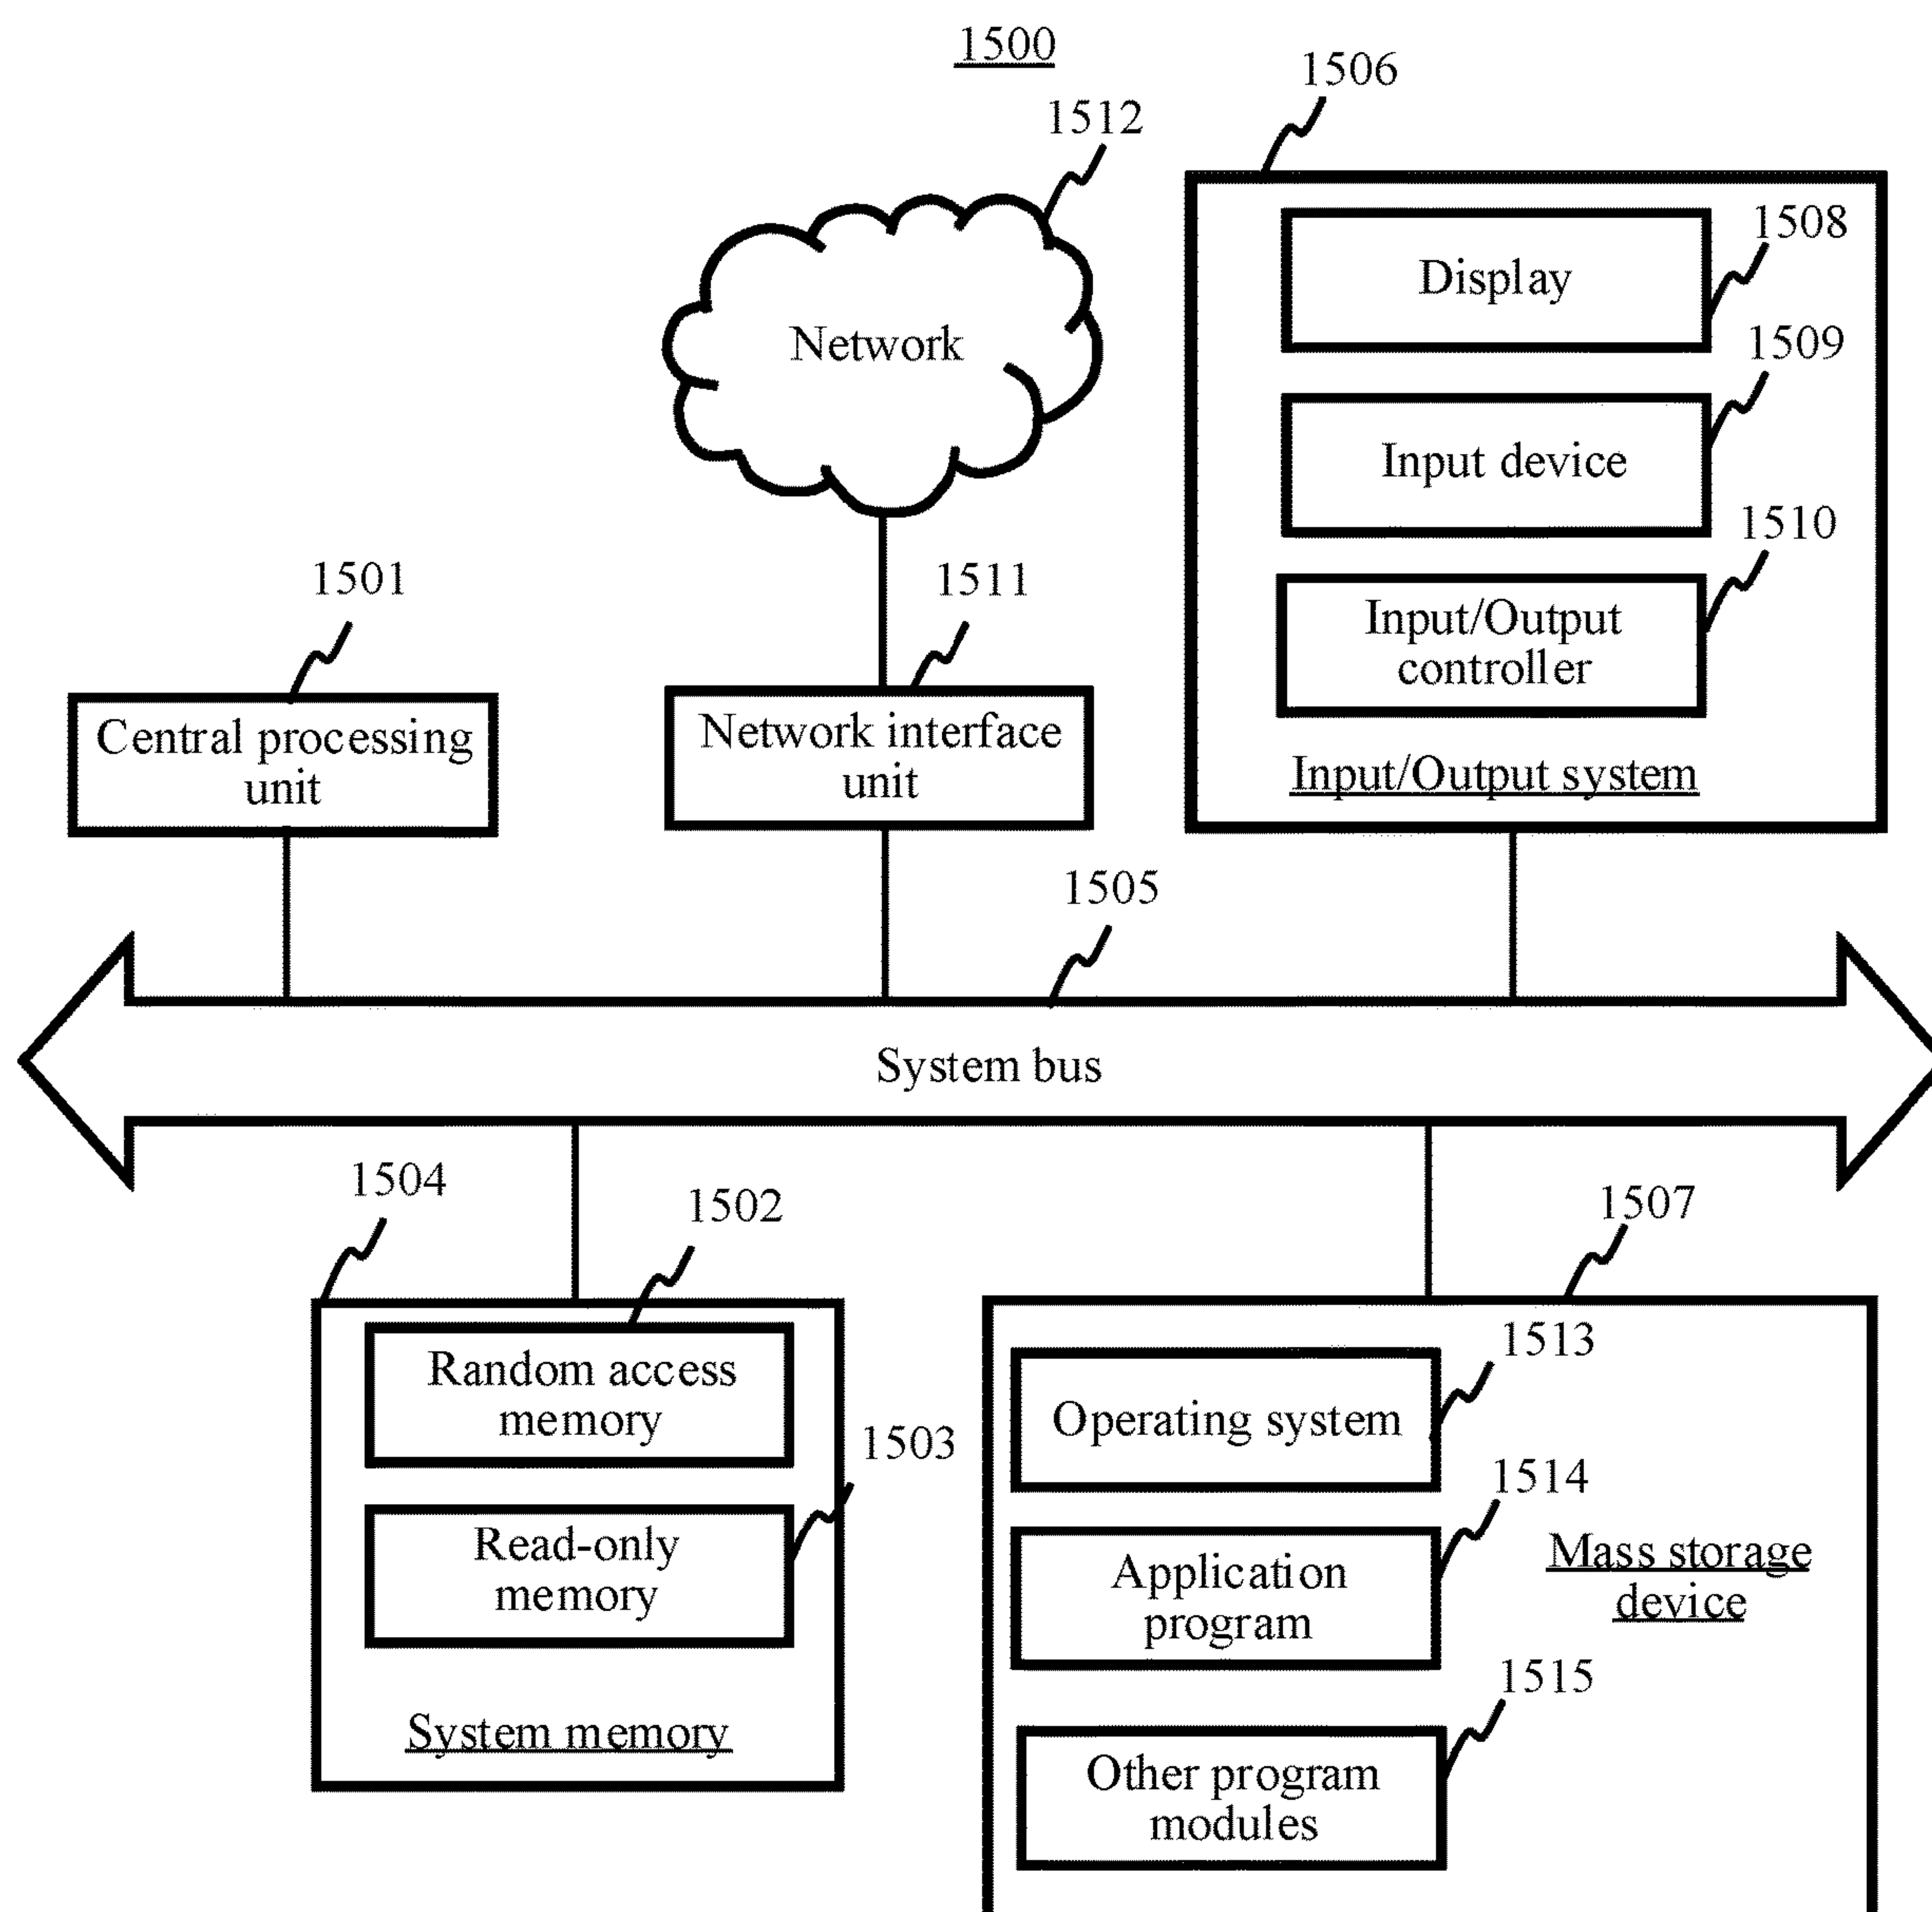 1500
1506
1512
1508
Display
Network
1509
Input device
1510
Input/Output
controller
Input/Output system
1501
Central processing
unit
1511
Network interface
unit
1505
System bus
1504
1502
Random access
memory
1503
Read-only
memory
System memory
1507
1513
Operating system
1514
Application
program
Mass storage
device
1515
Other program
modules